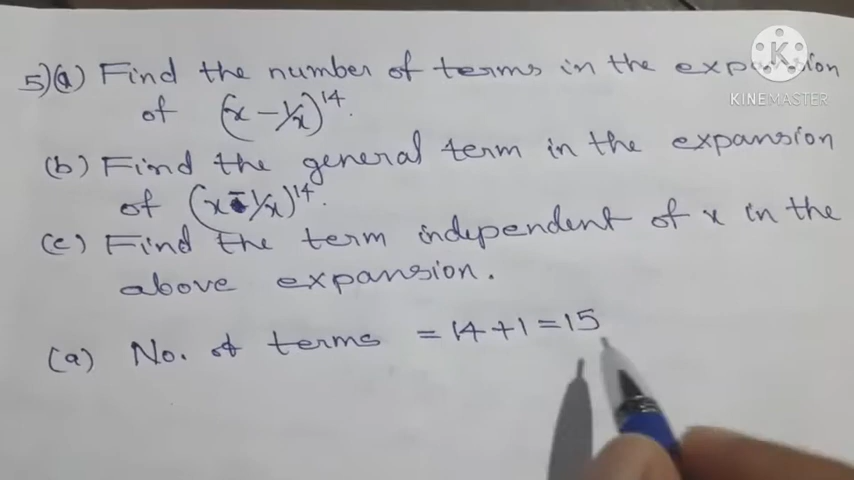 5)(a) Find the number of terms in the expansion
of (x - 1/x)^14.
(b) Find the general term in the expansion
of (x - 1/x)^14.
(c) Find the term independent of x in the
above expansion.
(a) No. of terms = 14 + 1 = 15
K
KINEMASTER